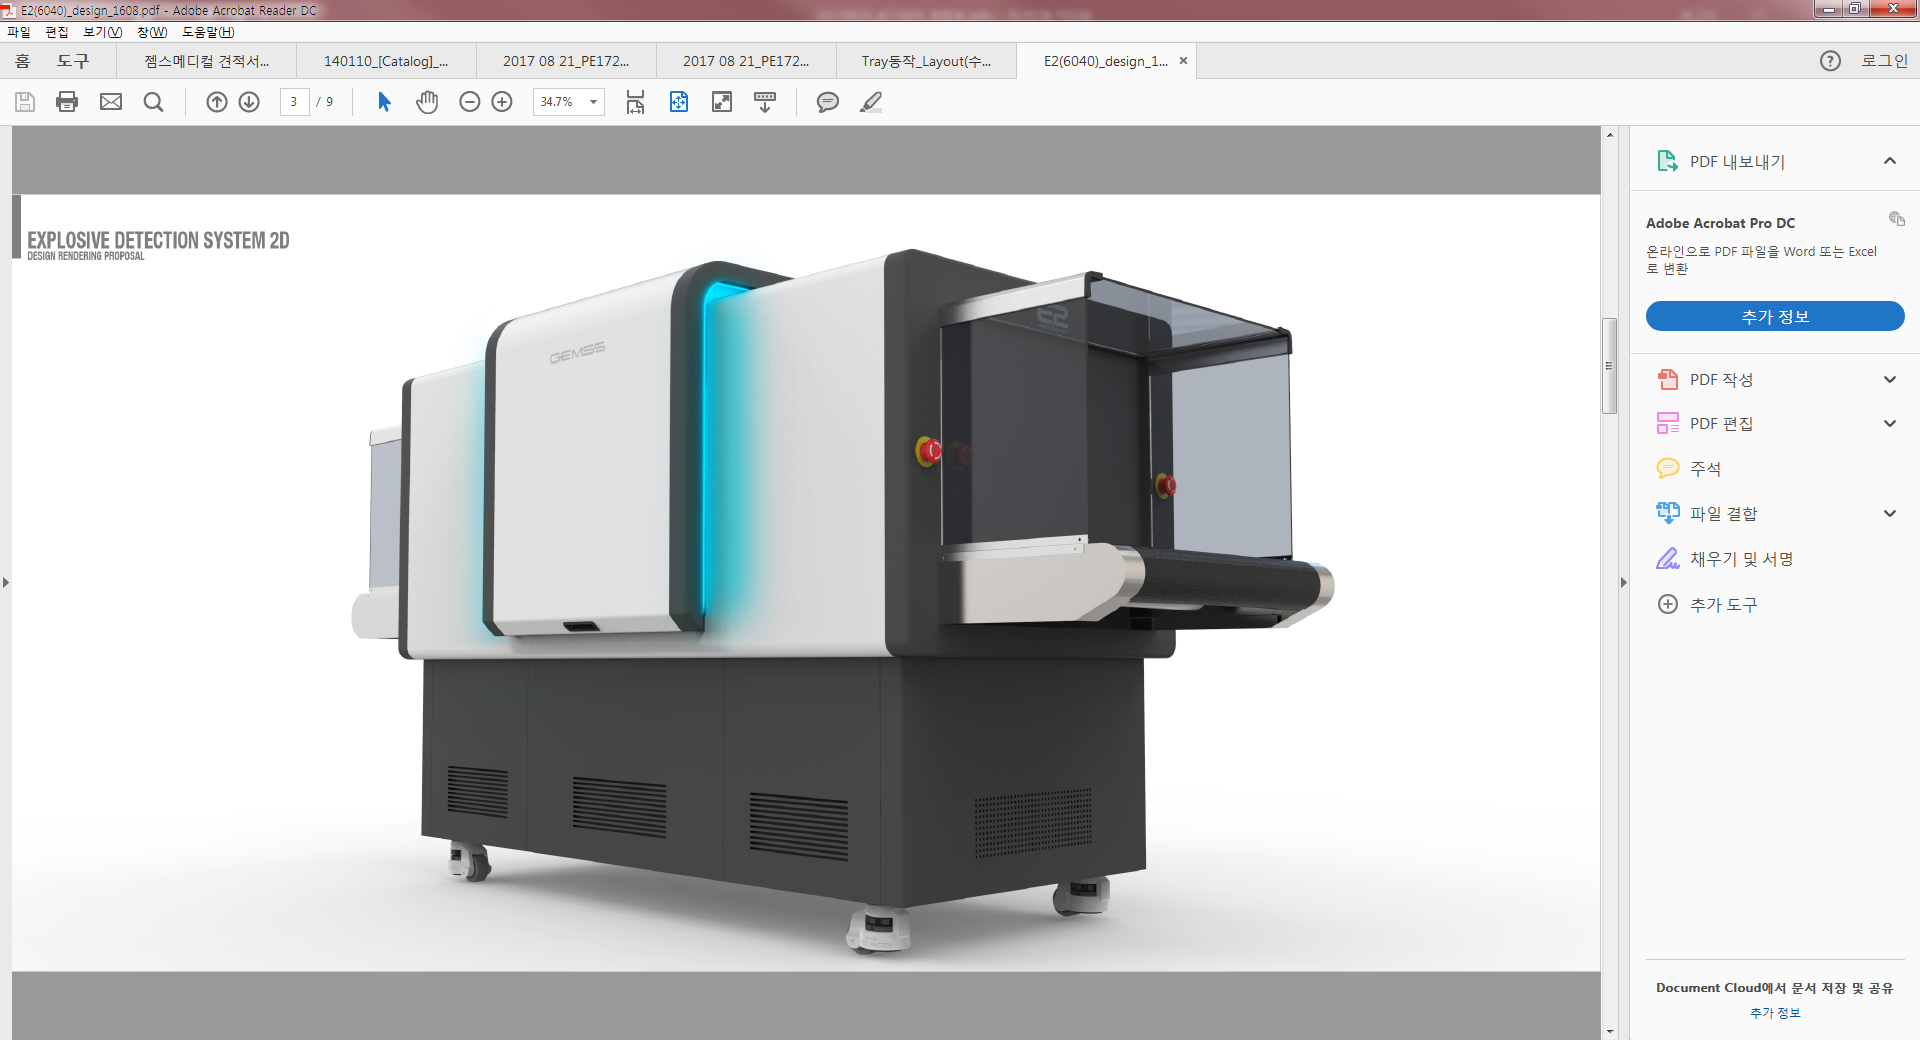 E2(6040)_design_1608.pdf - Adobe Acrobat Reader DC
파일 편집 보기(V) 창(W) 도움말(H)
홈 도구 젬스메디컬 견적서... 140110_[Catalog]_... 2017 08 21_PE172... 2017 08 21_PE172... Tray동작_Layout(수... E2(6040)_design_1... × ? 로그인
3 / 9 34.7%
EXPLOSIVE DETECTION SYSTEM 2D
DESIGN RENDERING PROPOSAL
GEMSS
E2
PDF 내보내기
Adobe Acrobat Pro DC
온라인으로 PDF 파일을 Word 또는 Excel
로 변환
추가 정보
PDF 작성
PDF 편집
주석
파일 결합
채우기 및 서명
추가 도구
Document Cloud에서 문서 저장 및 공유
추가 정보